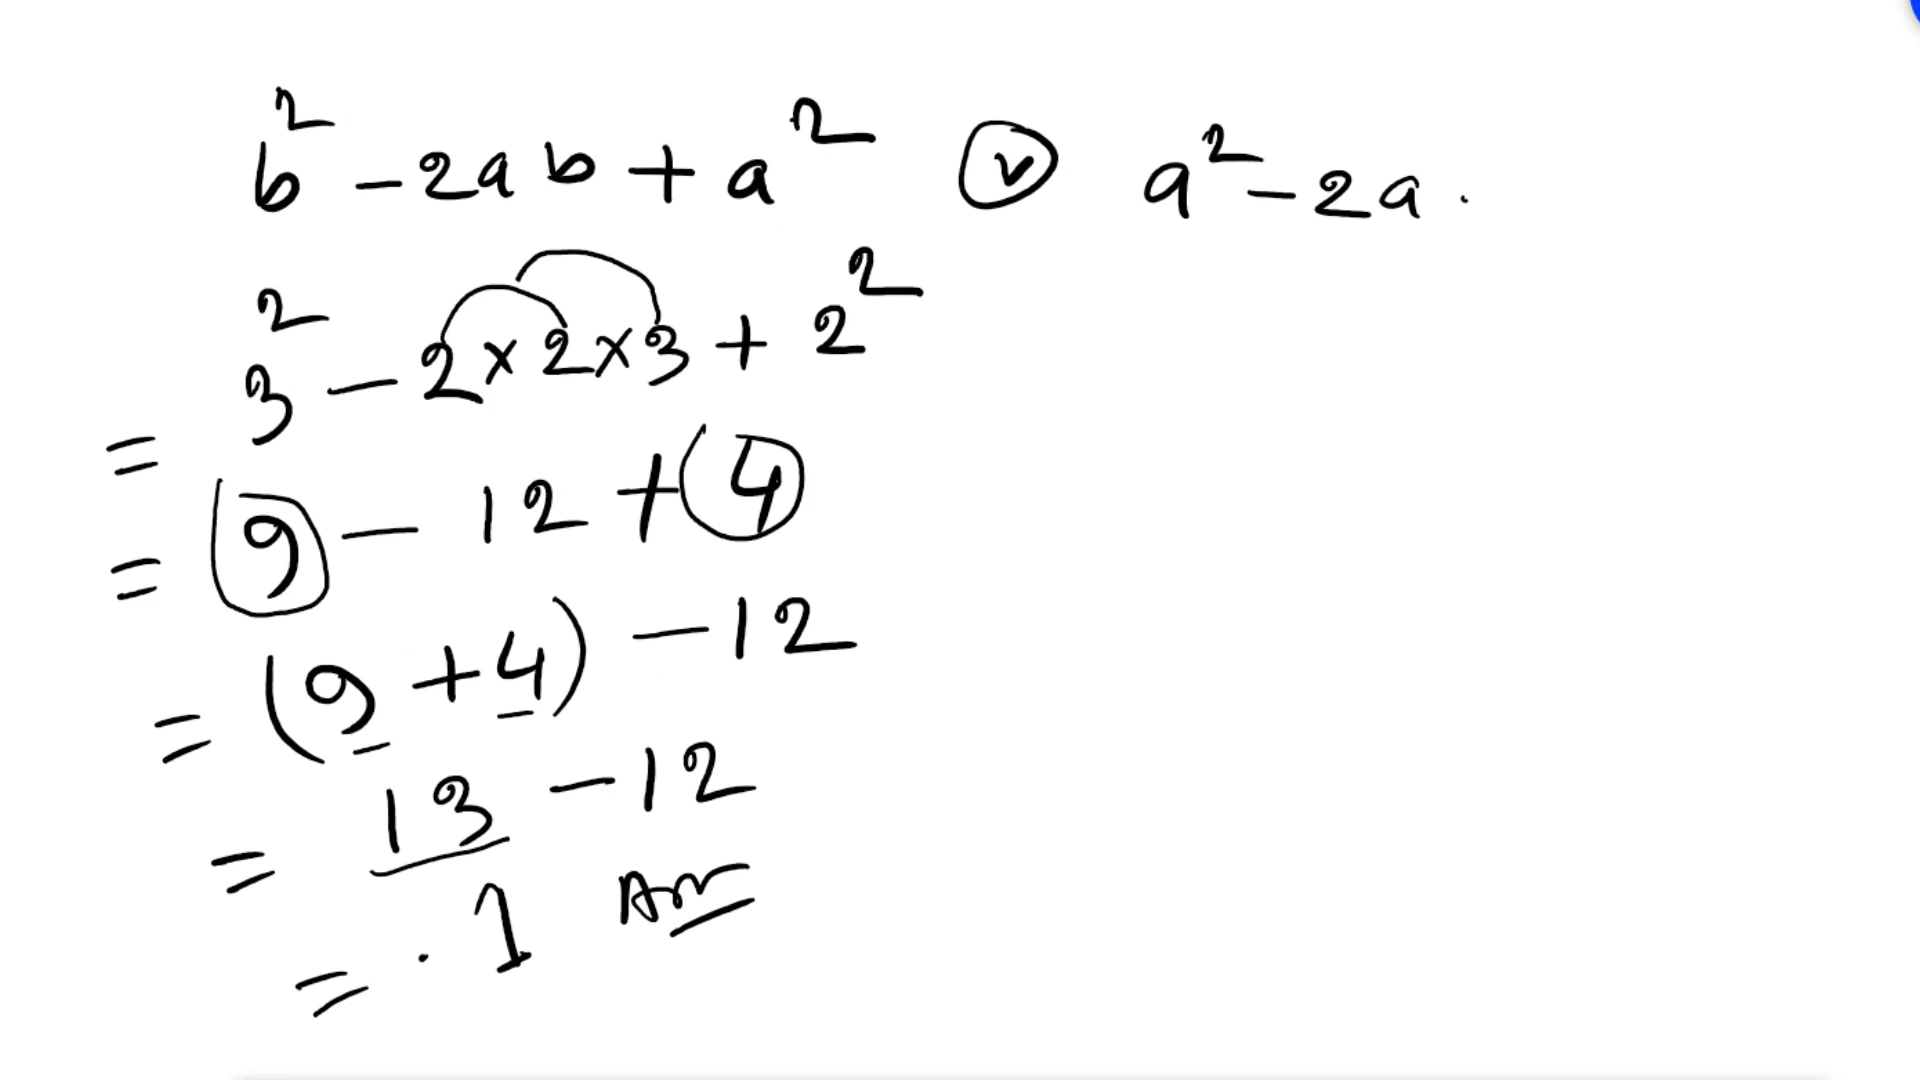 b² - 2ab + a²
3² - 2 × 2 × 3 + 2²
=
= 9 - 12 + 4
= (9 + 4) - 12
= 13 - 12
= . 1 Ans
(v) a² - 2a .